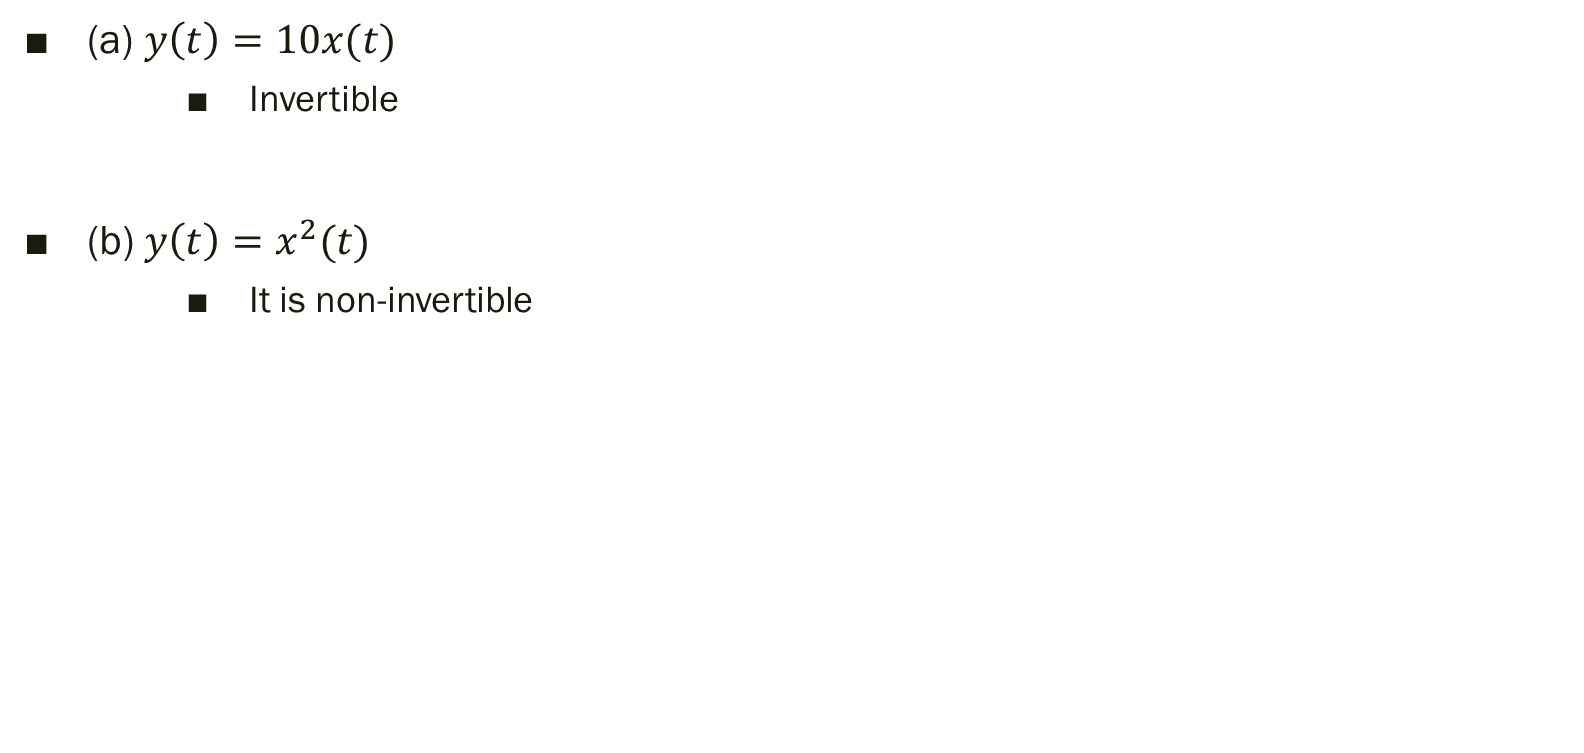 ■ (a) y(t) = 10x(t)
■ Invertible
■ (b) y(t) = x²(t)
■ It is non-invertible